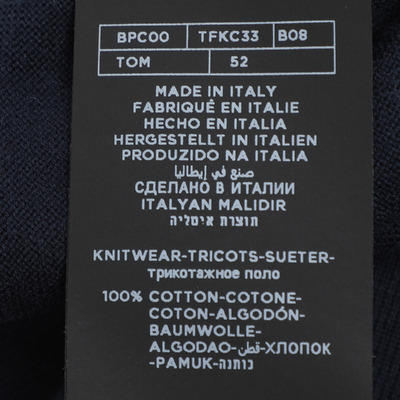 BPC00 TFKC33 B08
TOM 52
MADE IN ITALY
FABRIQUÉ EN ITALIE
HECHO EN ITALIA
HERGESTELLT IN ITALIEN
PRODUZIDO NA ITALIA
صنع في إيطاليا
СДЕЛАНО В ИТАЛИИ
ITALYAN MALIDIR
תוצרת איטליה
KNITWEAR-TRICOTS-SUETER-
трикотажное поло
100% COTTON-COTONE-
COTON-ALGODÓN-
BAUMWOLLE-
ALGODAO-قطن-ХЛОПОК
-PAMUK-כותנה